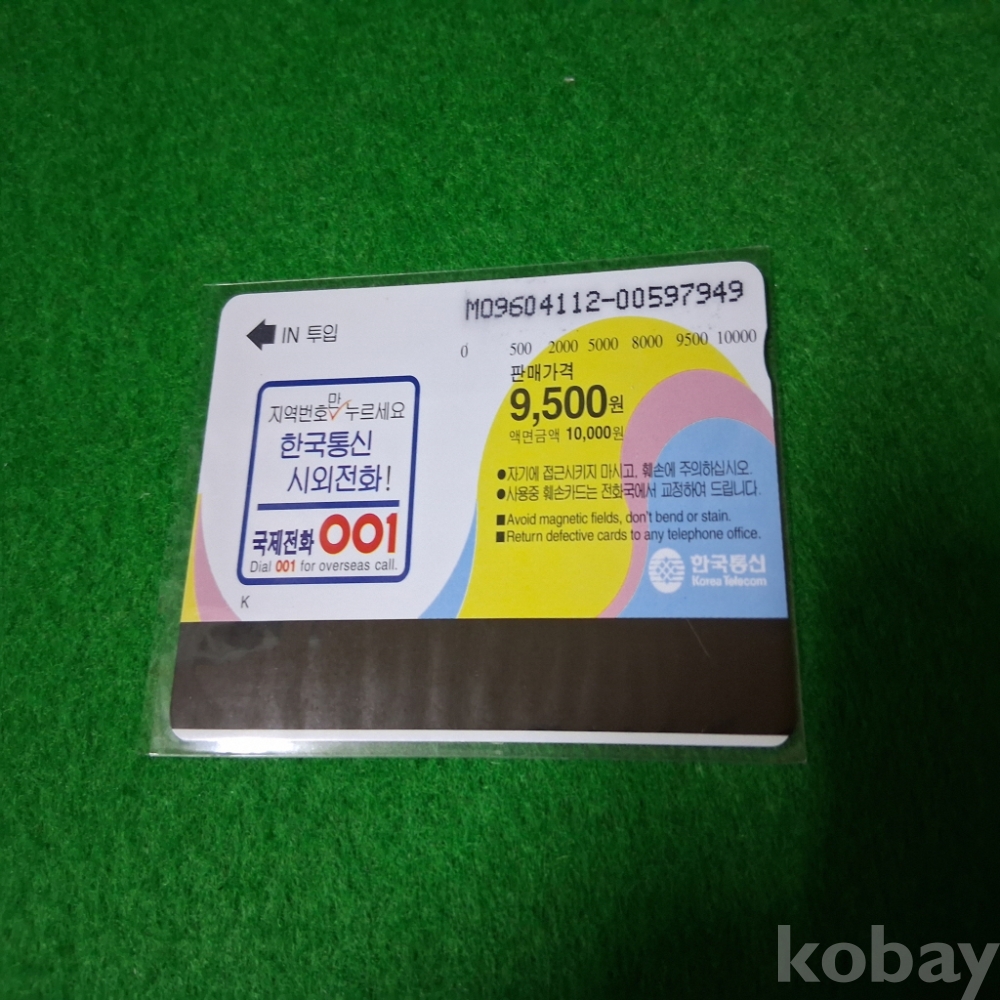 M09604112-00597949
IN 투입
0 500 2000 5000 8000 9500 10000
판매가격
9,500원
액면금액 10,000원
만
지역번호 누르세요
한국통신
시외전화!
국제전화 001
Dial 001 for overseas call.
K
●자기에 접근시키지 마시고, 훼손에 주의하십시오.
●사용중 훼손카드는 전화국에서 교정하여 드립니다.
■Avoid magnetic fields, don't bend or stain.
■Return defective cards to any telephone office.
한국통신
Korea Telecom
kobay